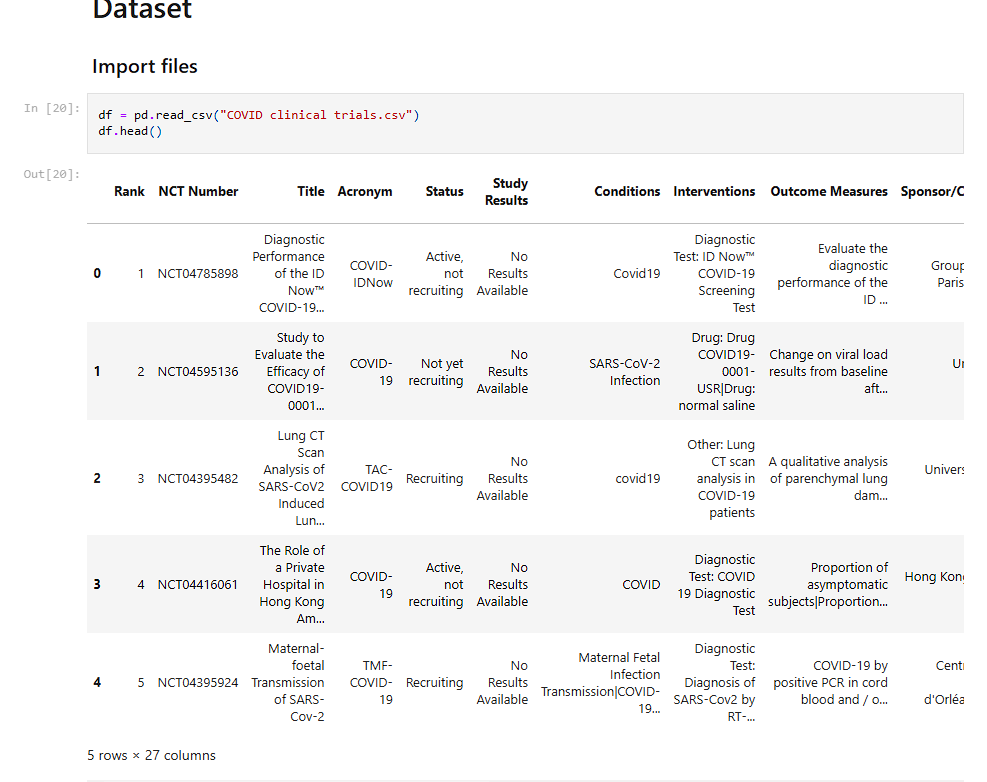 Dataset
Import files
In [20]:
df = pd.read_csv("COVID clinical trials.csv")
df.head()
Out[20]:
Rank NCT Number Title Acronym Status Study Results Conditions Interventions Outcome Measures Sponsor/C
0 1 NCT04785898 Diagnostic Performance of the ID Now™ COVID-19... COVID-IDNow Active, not recruiting No Results Available Covid19 Diagnostic Test: ID Now™ COVID-19 Screening Test Evaluate the diagnostic performance of the ID ... Group Paris
1 2 NCT04595136 Study to Evaluate the Efficacy of COVID19-0001... COVID-19 Not yet recruiting No Results Available SARS-CoV-2 Infection Drug: Drug COVID19-0001-USR|Drug: normal saline Change on viral load results from baseline aft... Un
2 3 NCT04395482 Lung CT Scan Analysis of SARS-CoV2 Induced Lun... TAC-COVID19 Recruiting No Results Available covid19 Other: Lung CT scan analysis in COVID-19 patients A qualitative analysis of parenchymal lung dam... Univers
3 4 NCT04416061 The Role of a Private Hospital in Hong Kong Am... COVID-19 Active, not recruiting No Results Available COVID Diagnostic Test: COVID 19 Diagnostic Test Proportion of asymptomatic subjects|Proportion... Hong Kong
4 5 NCT04395924 Maternal-foetal Transmission of SARS-Cov-2 TMF-COVID-19 Recruiting No Results Available Maternal Fetal Infection Transmission|COVID-19... Diagnostic Test: Diagnosis of SARS-Cov2 by RT-... COVID-19 by positive PCR in cord blood and / o... Centr d'Orléa
5 rows × 27 columns